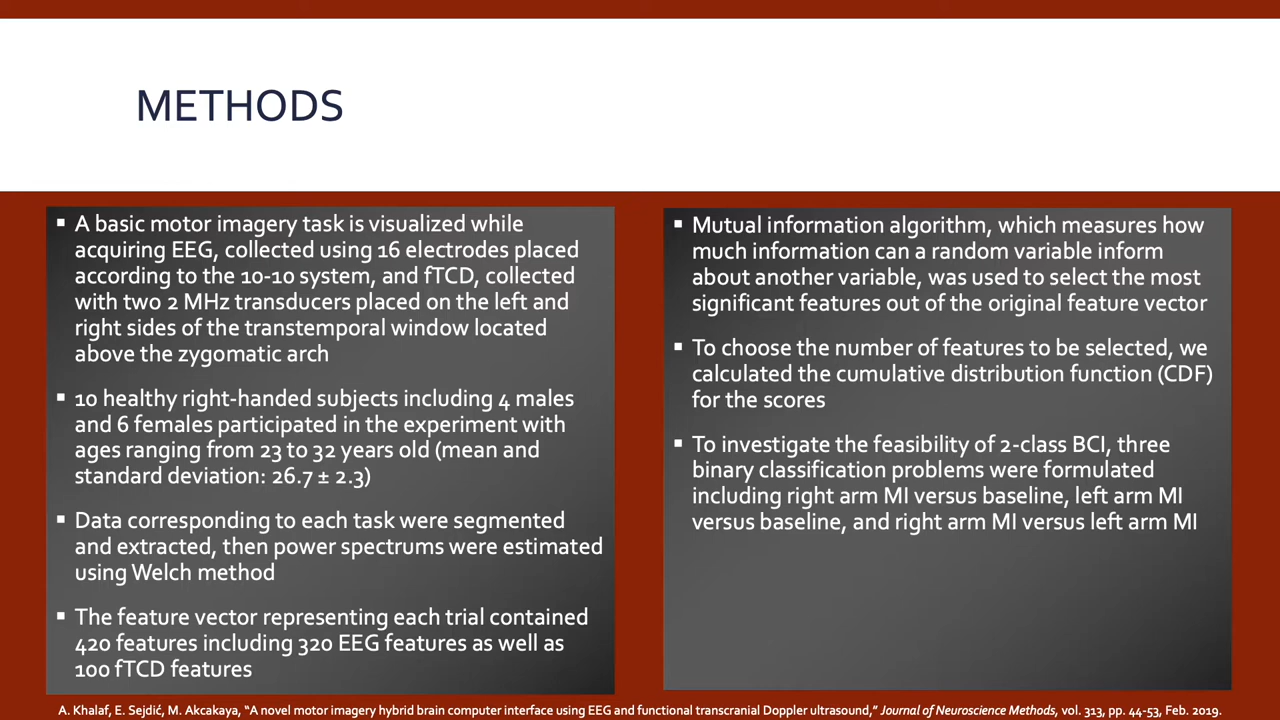 METHODS
▪ A basic motor imagery task is visualized while
acquiring EEG, collected using 16 electrodes placed
according to the 10-10 system, and fTCD, collected
with two 2 MHz transducers placed on the left and
right sides of the transtemporal window located
above the zygomatic arch
▪ 10 healthy right-handed subjects including 4 males
and 6 females participated in the experiment with
ages ranging from 23 to 32 years old (mean and
standard deviation: 26.7 ± 2.3)
▪ Data corresponding to each task were segmented
and extracted, then power spectrums were estimated
using Welch method
▪ The feature vector representing each trial contained
420 features including 320 EEG features as well as
100 fTCD features
▪ Mutual information algorithm, which measures how
much information can a random variable inform
about another variable, was used to select the most
significant features out of the original feature vector
▪ To choose the number of features to be selected, we
calculated the cumulative distribution function (CDF)
for the scores
▪ To investigate the feasibility of 2-class BCI, three
binary classification problems were formulated
including right arm MI versus baseline, left arm MI
versus baseline, and right arm MI versus left arm MI
A. Khalaf, E. Sejdić, M. Akcakaya, “A novel motor imagery hybrid brain computer interface using EEG and functional transcranial Doppler ultrasound,” Journal of Neuroscience Methods, vol. 313, pp. 44-53, Feb. 2019.